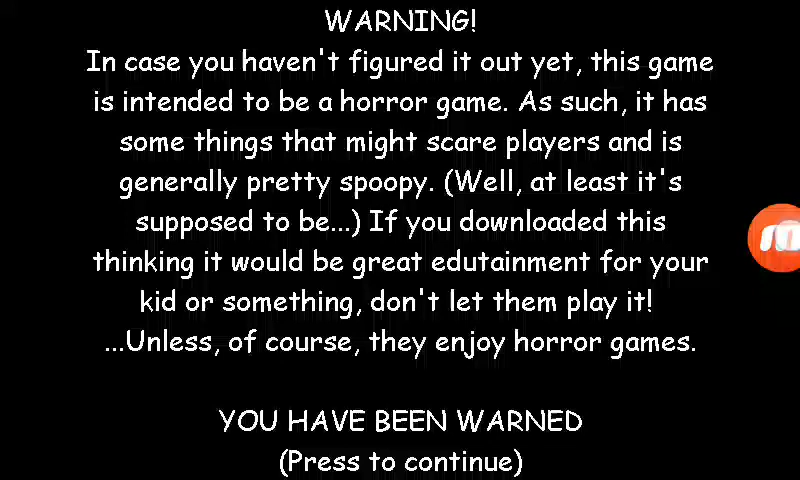 WARNING!
In case you haven't figured it out yet, this game
is intended to be a horror game. As such, it has
some things that might scare players and is
generally pretty spoopy. (Well, at least it's
supposed to be...) If you downloaded this
thinking it would be great edutainment for your
kid or something, don't let them play it!
...Unless, of course, they enjoy horror games.
YOU HAVE BEEN WARNED
(Press to continue)